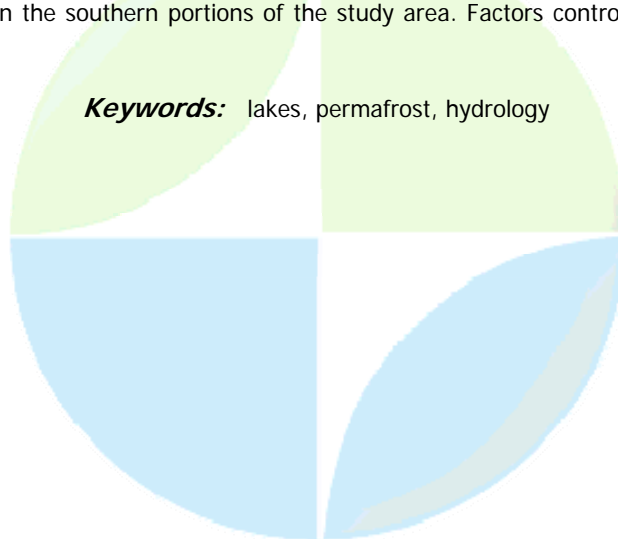 n the southern portions of the study area. Factors contro
Keywords: lakes, permafrost, hydrology